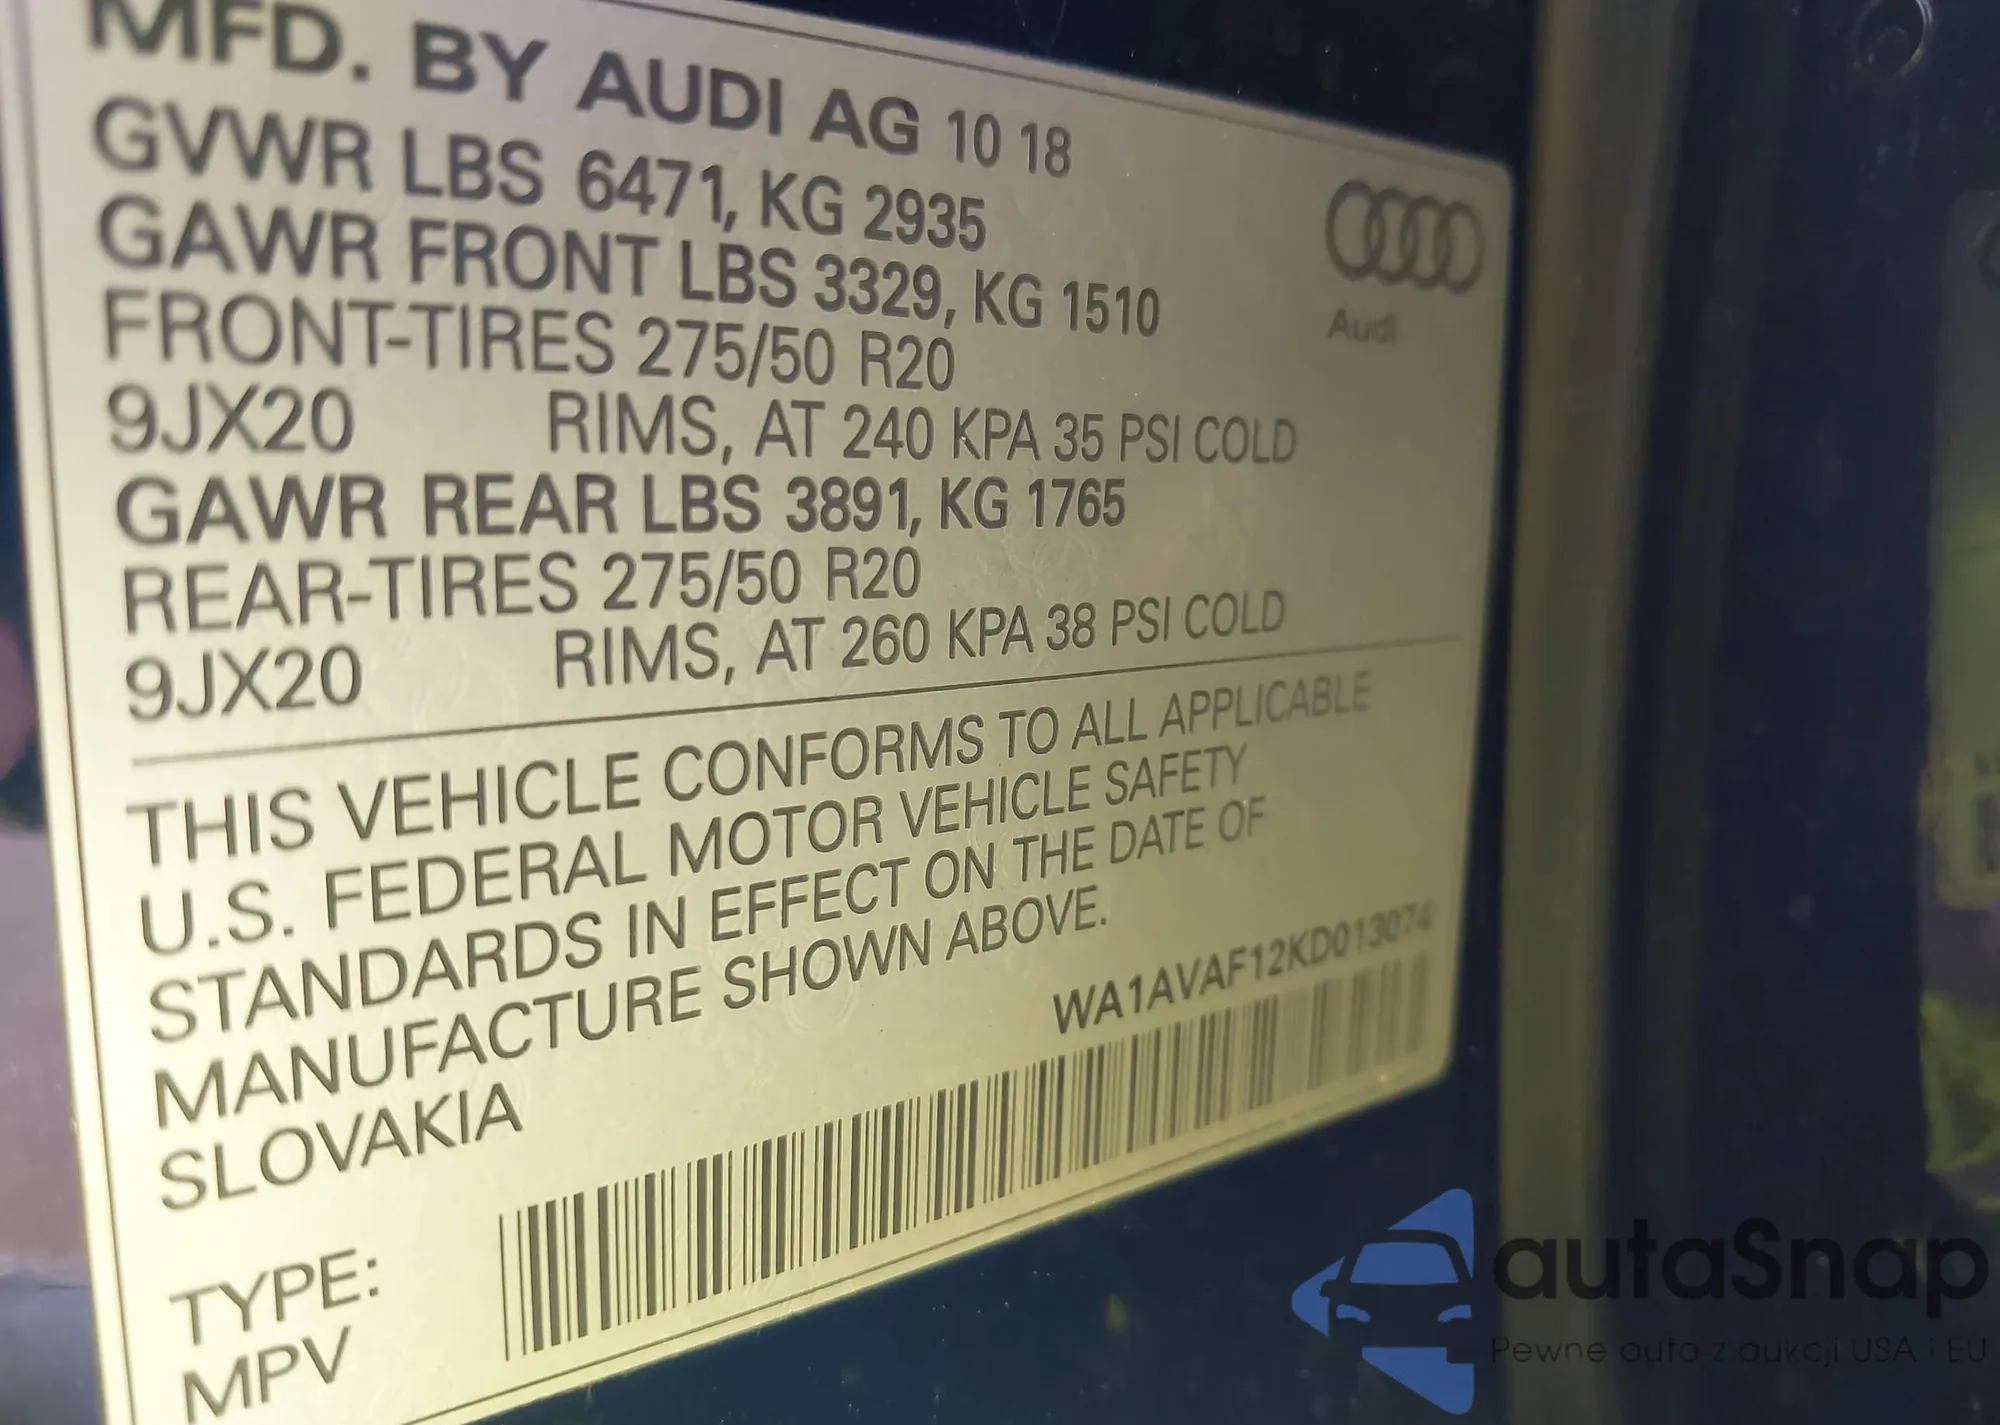 MFD. BY AUDI AG 10 18
GVWR LBS 6471, KG 2935
GAWR FRONT LBS 3329, KG 1510
FRONT-TIRES 275/50 R20
9JX20 RIMS, AT 240 KPA 35 PSI COLD
GAWR REAR LBS 3891, KG 1765
REAR-TIRES 275/50 R20
9JX20 RIMS, AT 260 KPA 38 PSI COLD
Audi
THIS VEHICLE CONFORMS TO ALL APPLICABLE
U.S. FEDERAL MOTOR VEHICLE SAFETY
STANDARDS IN EFFECT ON THE DATE OF
MANUFACTURE SHOWN ABOVE.
SLOVAKIA
WA1AVAF12KD013074
TYPE:
MPV
autaSnap
Pewne auta z aukcji USA i EU